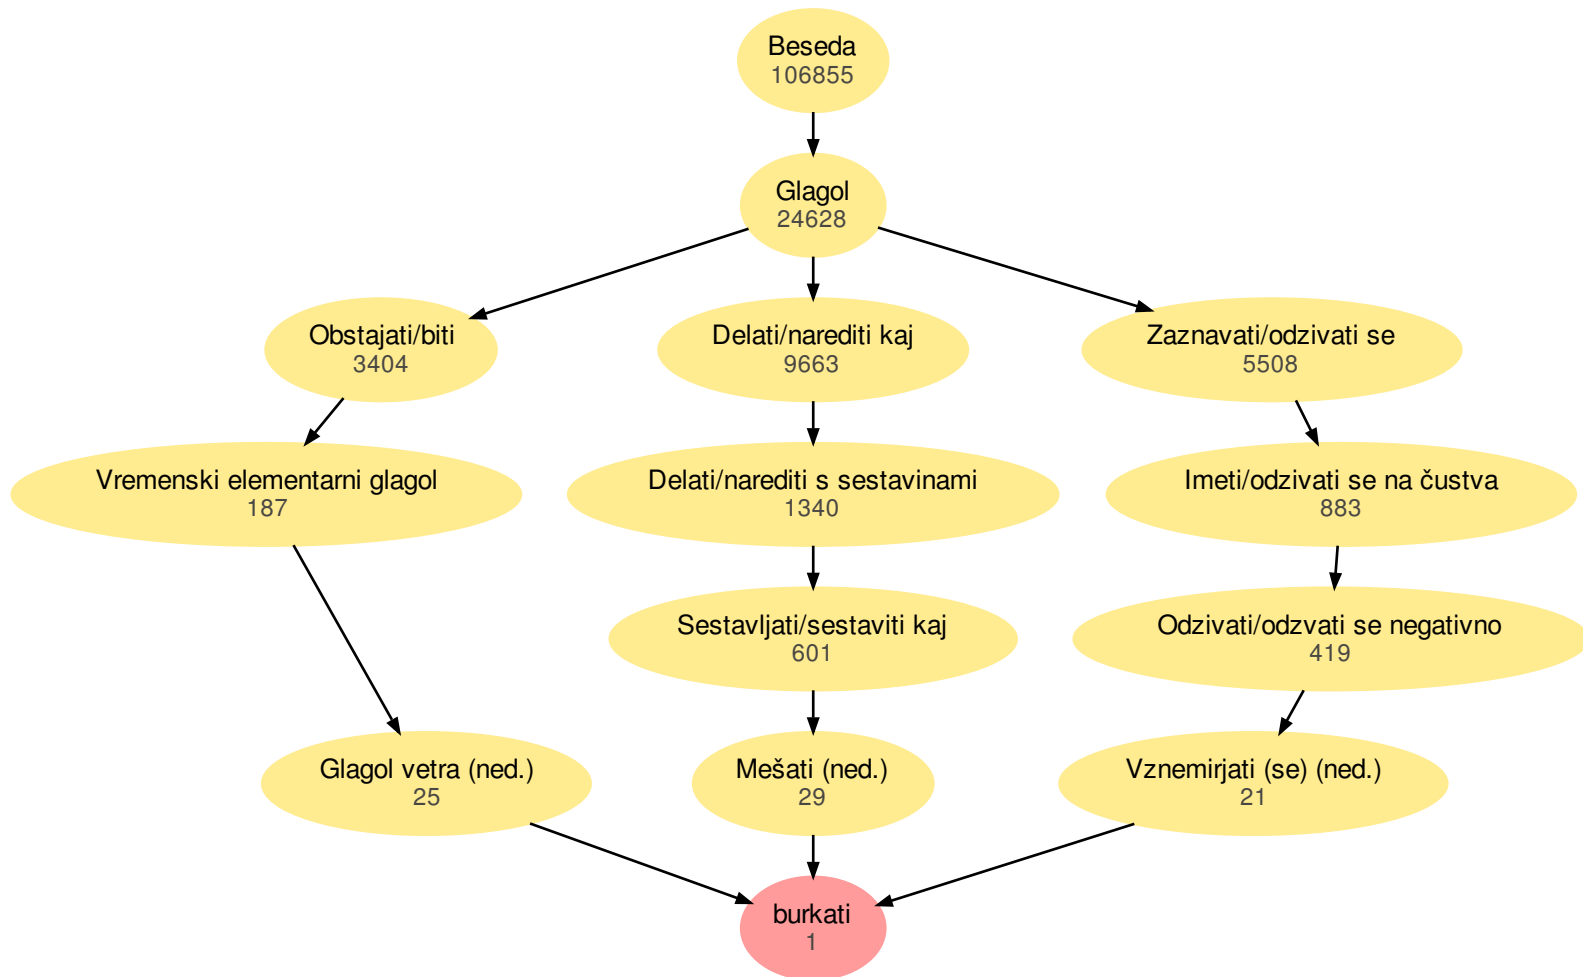 Beseda
106855
Glagol
24628
Obstajati/biti
3404
Delati/narediti kaj
9663
Zaznavati/odzivati se
5508
Vremenski elementarni glagol
187
Delati/narediti s sestavinami
1340
Imeti/odzivati se na čustva
883
Sestavljati/sestaviti kaj
601
Odzivati/odzvati se negativno
419
Glagol vetra (ned.)
25
Mešati (ned.)
29
Vznemirjati (se) (ned.)
21
burkati
1